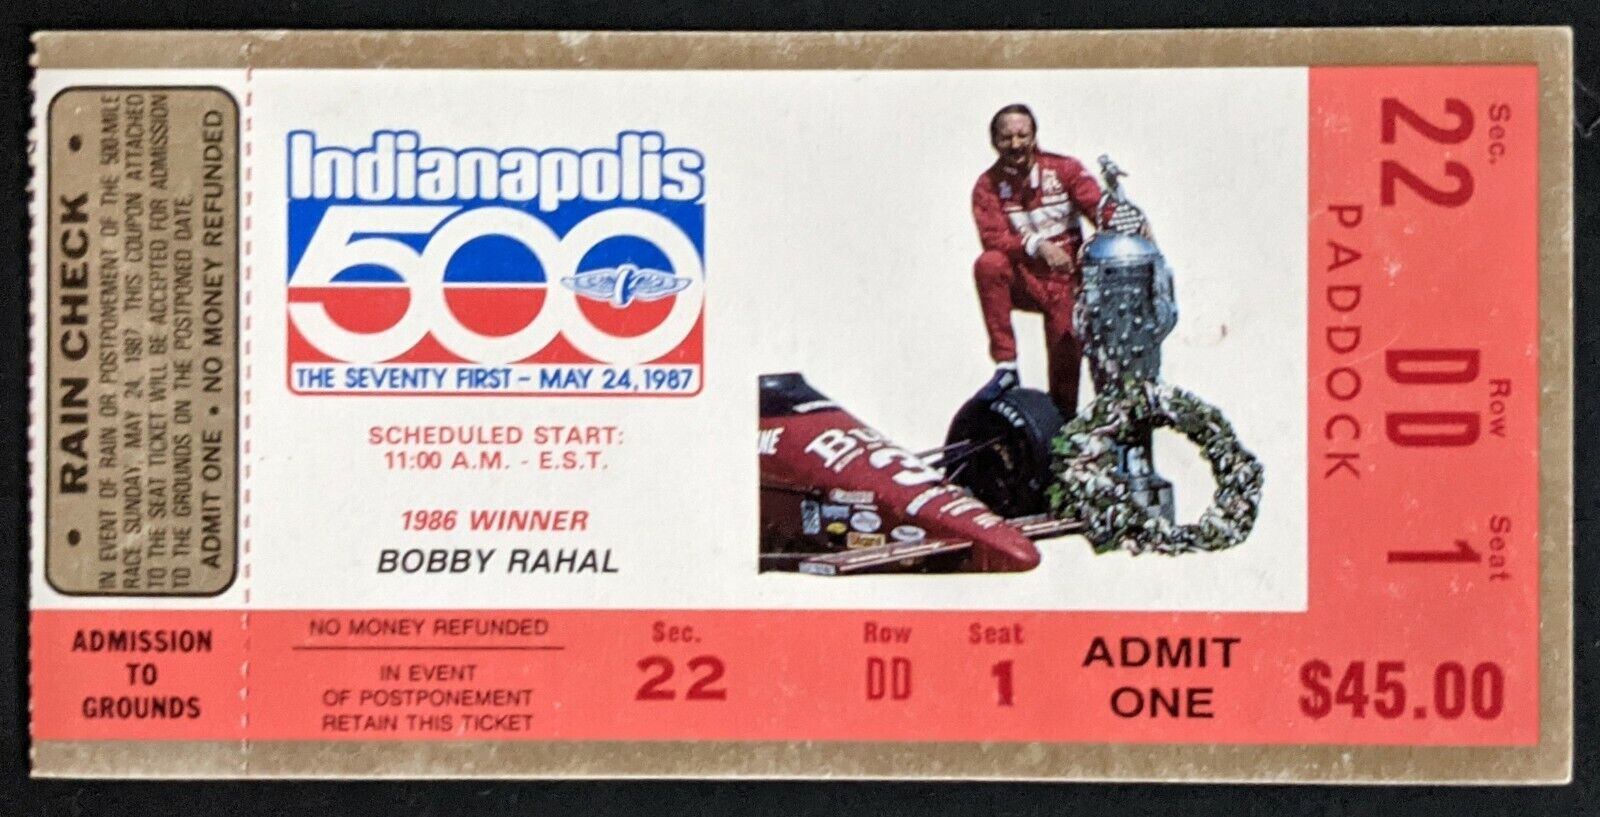 • RAIN CHECK •
IN EVENT OF RAIN OR POSTPONEMENT OF THE 500-MILE
RACE SUNDAY, MAY 24, 1987 THIS COUPON ATTACHED
TO THE SEAT TICKET WILL BE ACCEPTED FOR ADMISSION
TO THE GROUNDS ON THE POSTPONED DATE.
ADMIT ONE • NO MONEY REFUNDED
ADMISSION
TO
GROUNDS
Indianapolis
500
THE SEVENTY FIRST – MAY 24, 1987
SCHEDULED START:
11:00 A.M. - E.S.T.
1986 WINNER
BOBBY RAHAL
NO MONEY REFUNDED
IN EVENT
OF POSTPONEMENT
RETAIN THIS TICKET
Sec.
22
Row
DD
Seat
1
ADMIT
ONE
$45.00
Sec.
22
PADDOCK
Row
DD
Seat
1